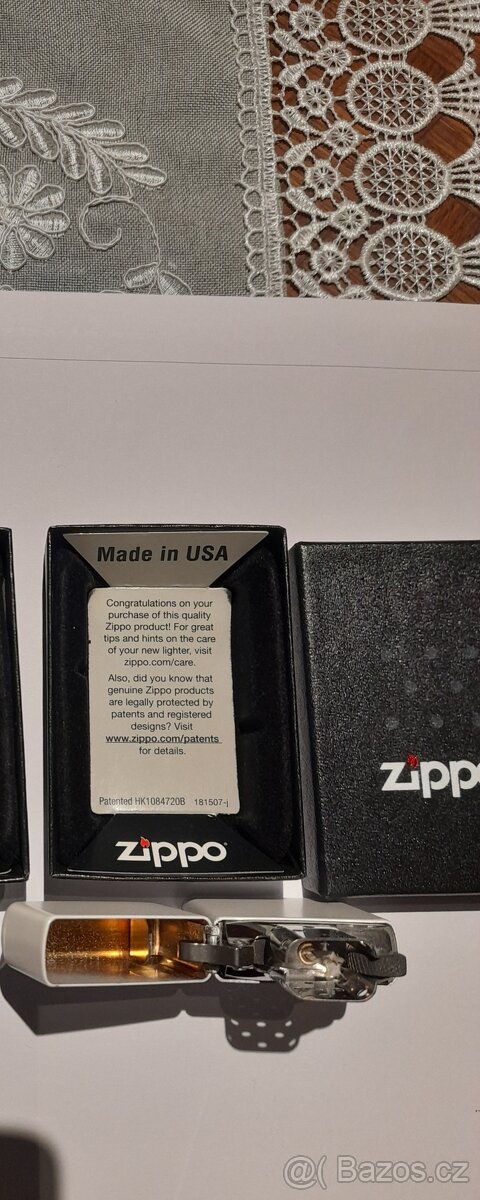 Made in USA
Congratulations on your
purchase of this quality
Zippo product! For great
tips and hints on the care
of your new lighter, visit
zippo.com/care.
Also, did you know that
genuine Zippo products
are legally protected by
patents and registered
designs? Visit
www.zippo.com/patents
for details.
Patented HK1084720B 181507-j
zippo
zippo
@( Bazos.cz